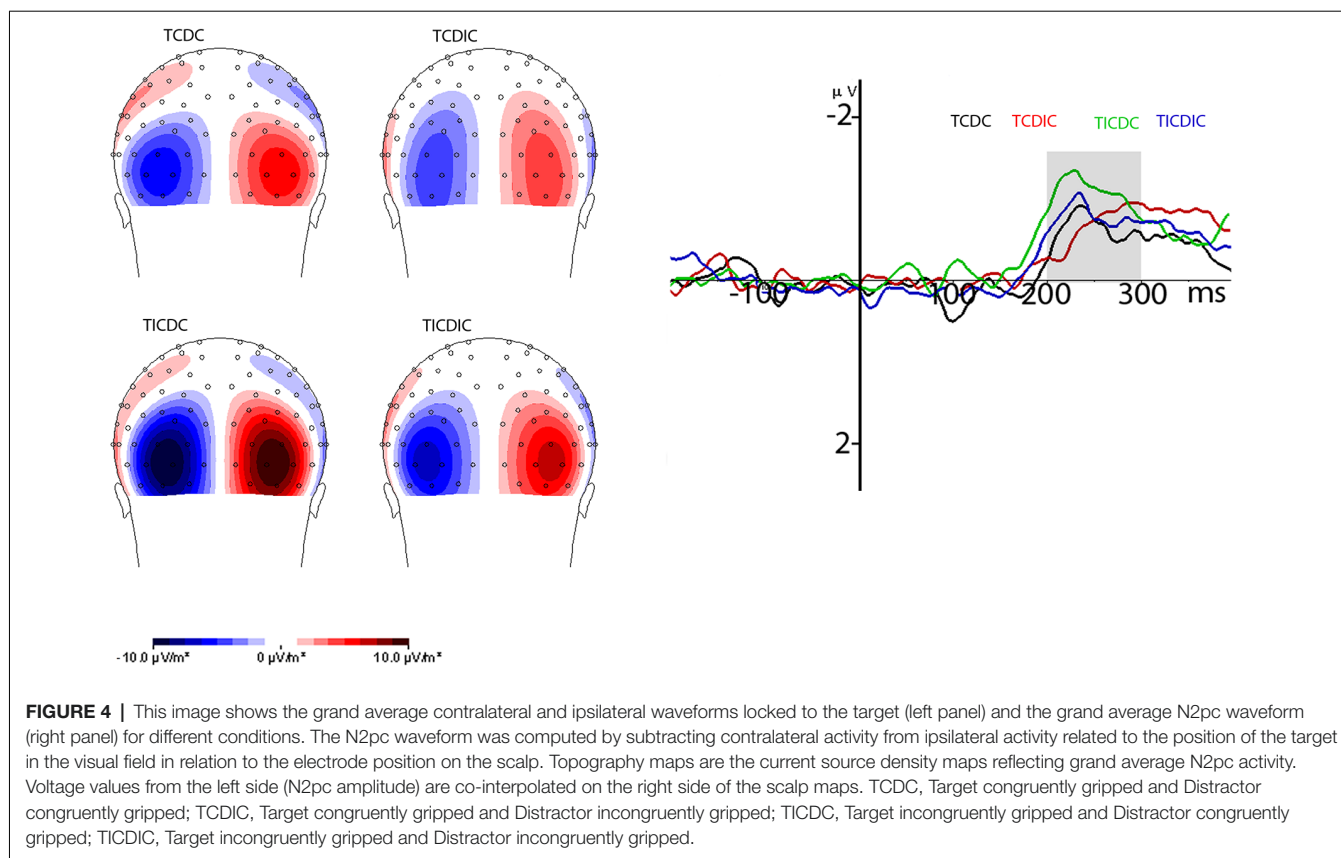 TCDC
TCDIC
TICDC
TICDIC
-10.0 µV/m² 0 µV/m² 10.0 µV/m²
µ V
-2
TCDC TCDIC TICDC TICDIC
-100 100 200 300 ms
2
FIGURE 4 | This image shows the grand average contralateral and ipsilateral waveforms locked to the target (left panel) and the grand average N2pc waveform
(right panel) for different conditions. The N2pc waveform was computed by subtracting contralateral activity from ipsilateral activity related to the position of the target
in the visual field in relation to the electrode position on the scalp. Topography maps are the current source density maps reflecting grand average N2pc activity.
Voltage values from the left side (N2pc amplitude) are co-interpolated on the right side of the scalp maps. TCDC, Target congruently gripped and Distractor
congruently gripped; TCDIC, Target congruently gripped and Distractor incongruently gripped; TICDC, Target incongruently gripped and Distractor congruently
gripped; TICDIC, Target incongruently gripped and Distractor incongruently gripped.